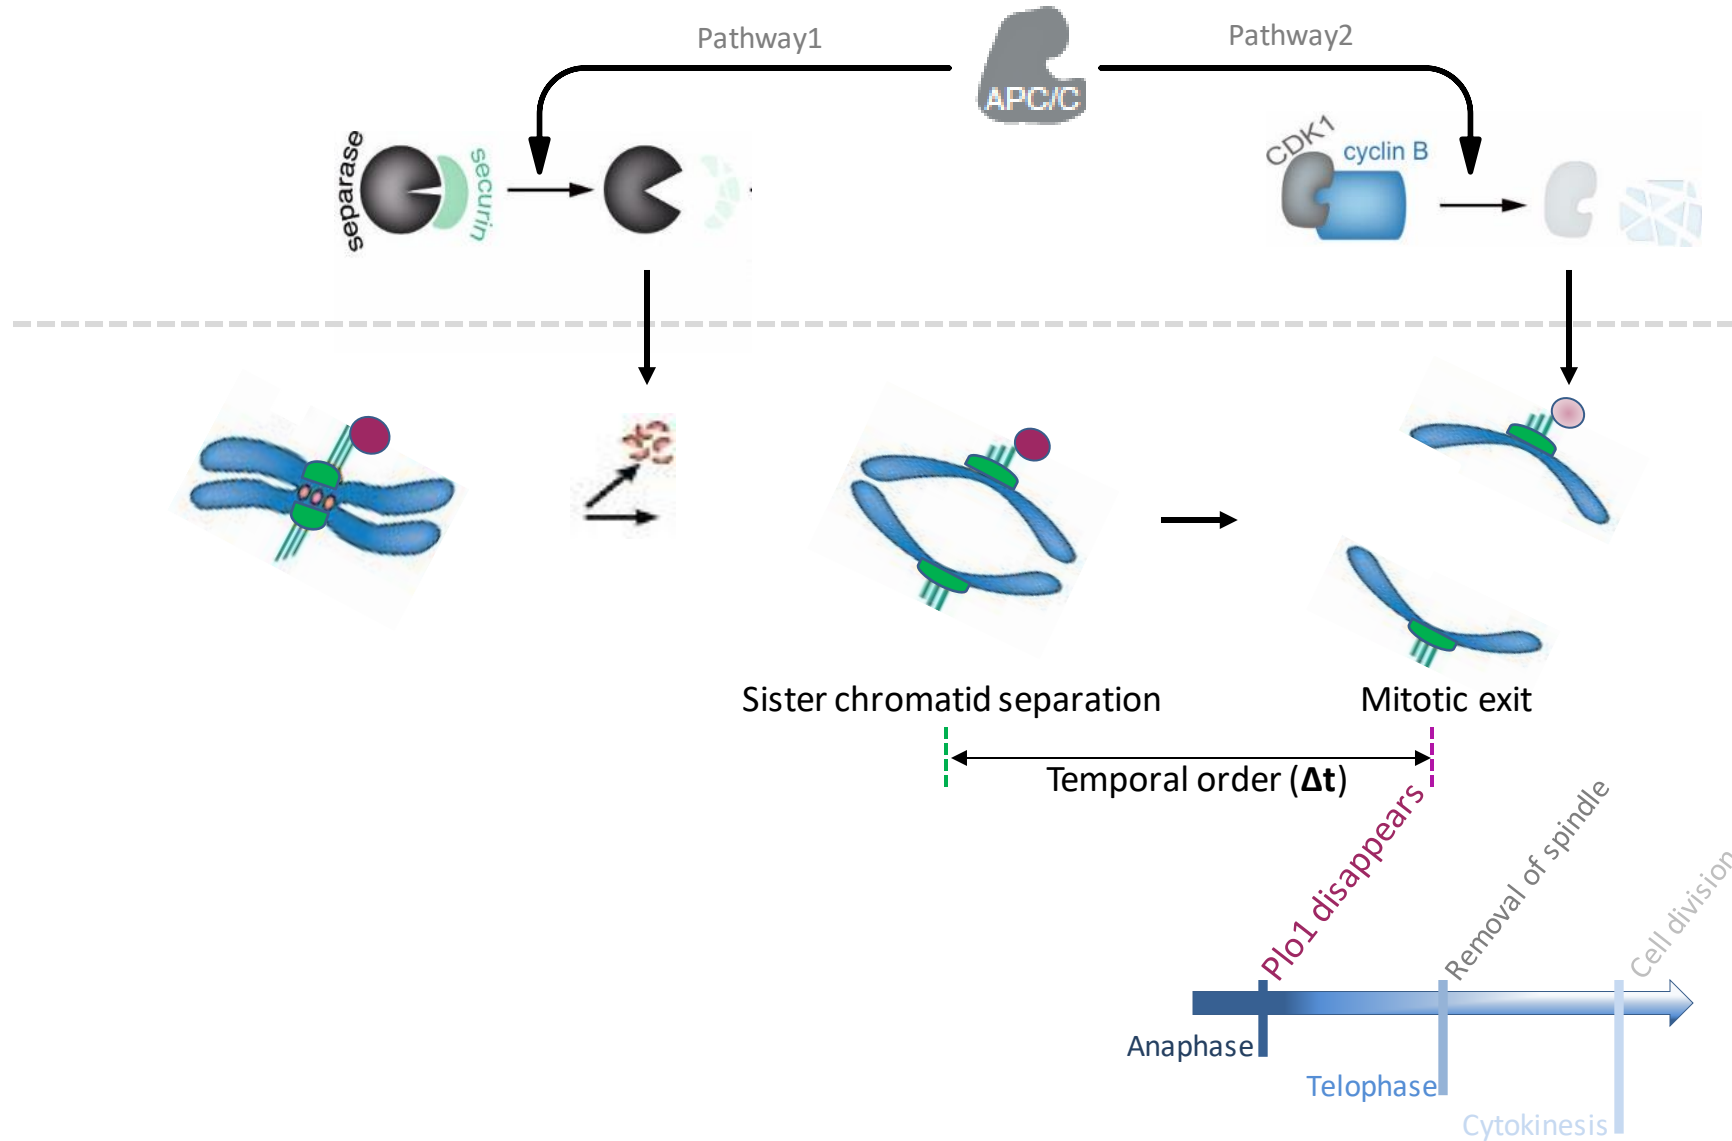 Pathway1
Pathway2
APC/C
separase
securin
CDK1
cyclin B
Sister chromatid separation
Mitotic exit
Temporal order (Δt)
Plo1 disappears
Removal of spindle
Cell division
Anaphase
Telophase
Cytokinesis